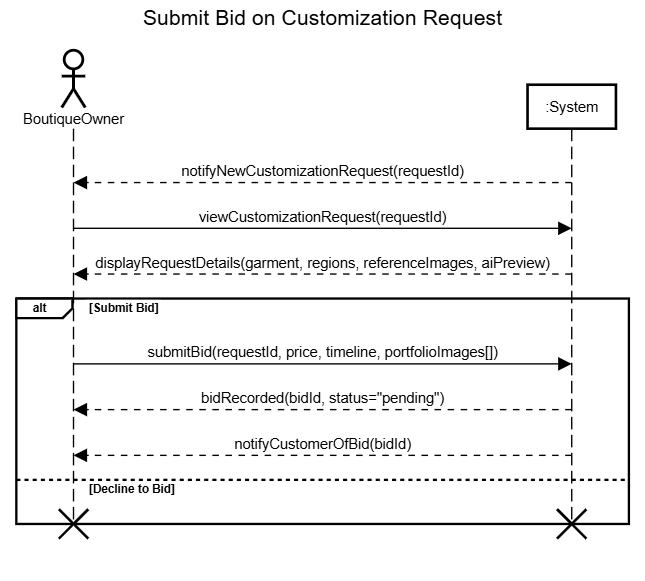 Submit Bid on Customization Request
BoutiqueOwner
:System
notifyNewCustomizationRequest(requestId)
viewCustomizationRequest(requestId)
displayRequestDetails(garment, regions, referenceImages, aiPreview)
alt
[Submit Bid]
submitBid(requestId, price, timeline, portfolioImages[])
bidRecorded(bidId, status="pending")
notifyCustomerOfBid(bidId)
[Decline to Bid]